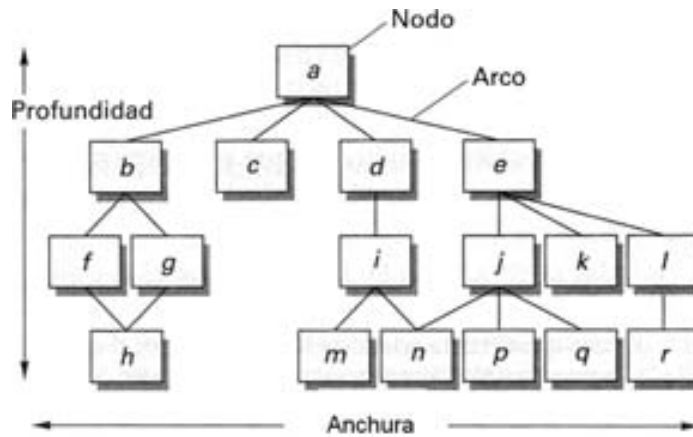 Nodo
a
Arco
Profundidad
b c d e
f g i j k l
h m n p q r
Anchura